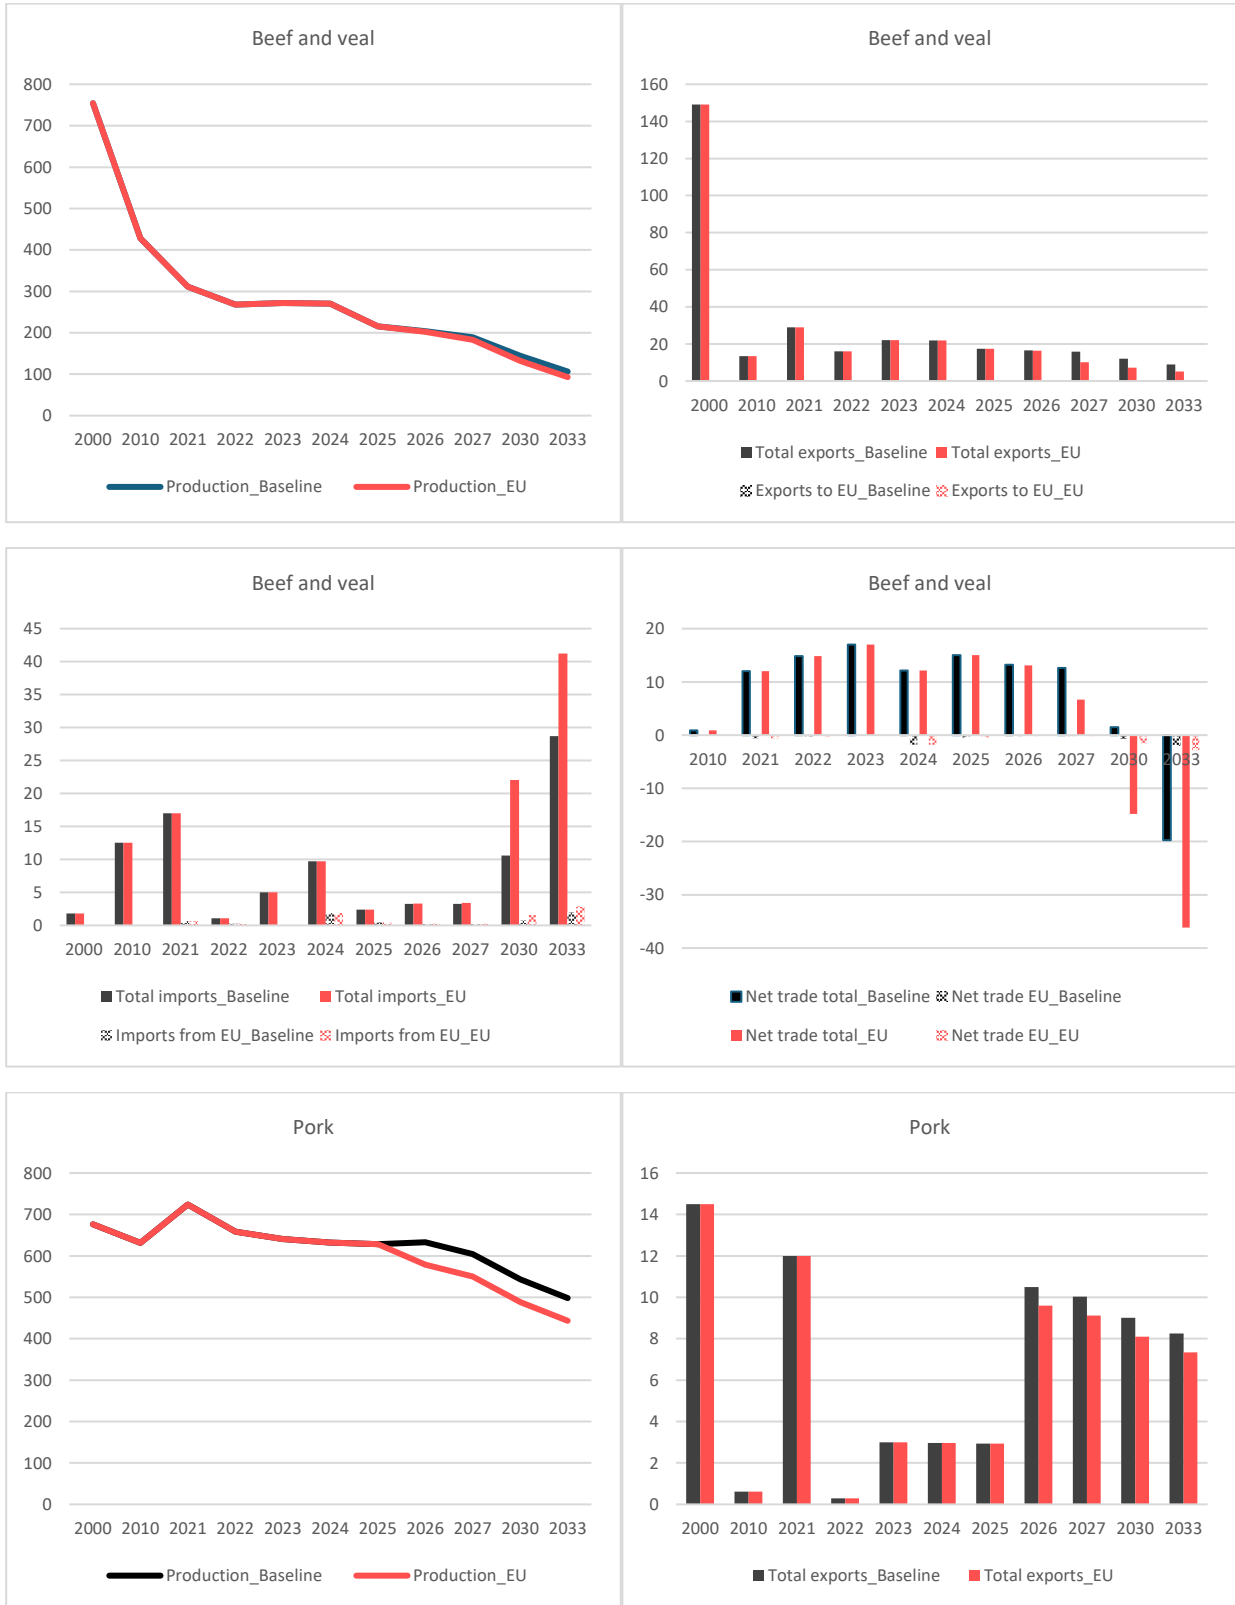 Beef and veal
800
700
600
500
400
300
200
100
0
2000 2010 2021 2022 2023 2024 2025 2026 2027 2030 2033
Production_Baseline Production_EU
Beef and veal
160
140
120
100
80
60
40
20
0
2000 2010 2021 2022 2023 2024 2025 2026 2027 2030 2033
Total exports_Baseline Total exports_EU
Exports to EU_Baseline Exports to EU_EU
Beef and veal
45
40
35
30
25
20
15
10
5
0
2000 2010 2021 2022 2023 2024 2025 2026 2027 2030 2033
Total imports_Baseline Total imports_EU
Imports from EU_Baseline Imports from EU_EU
Beef and veal
20
10
0
2010 2021 2022 2023 2024 2025 2026 2027 2030 2033
-10
-20
-30
-40
Net trade total_Baseline Net trade EU_Baseline
Net trade total_EU Net trade EU_EU
Pork
800
700
600
500
400
300
200
100
0
2000 2010 2021 2022 2023 2024 2025 2026 2027 2030 2033
Production_Baseline Production_EU
Pork
16
14
12
10
8
6
4
2
0
2000 2010 2021 2022 2023 2024 2025 2026 2027 2030 2033
Total exports_Baseline Total exports_EU